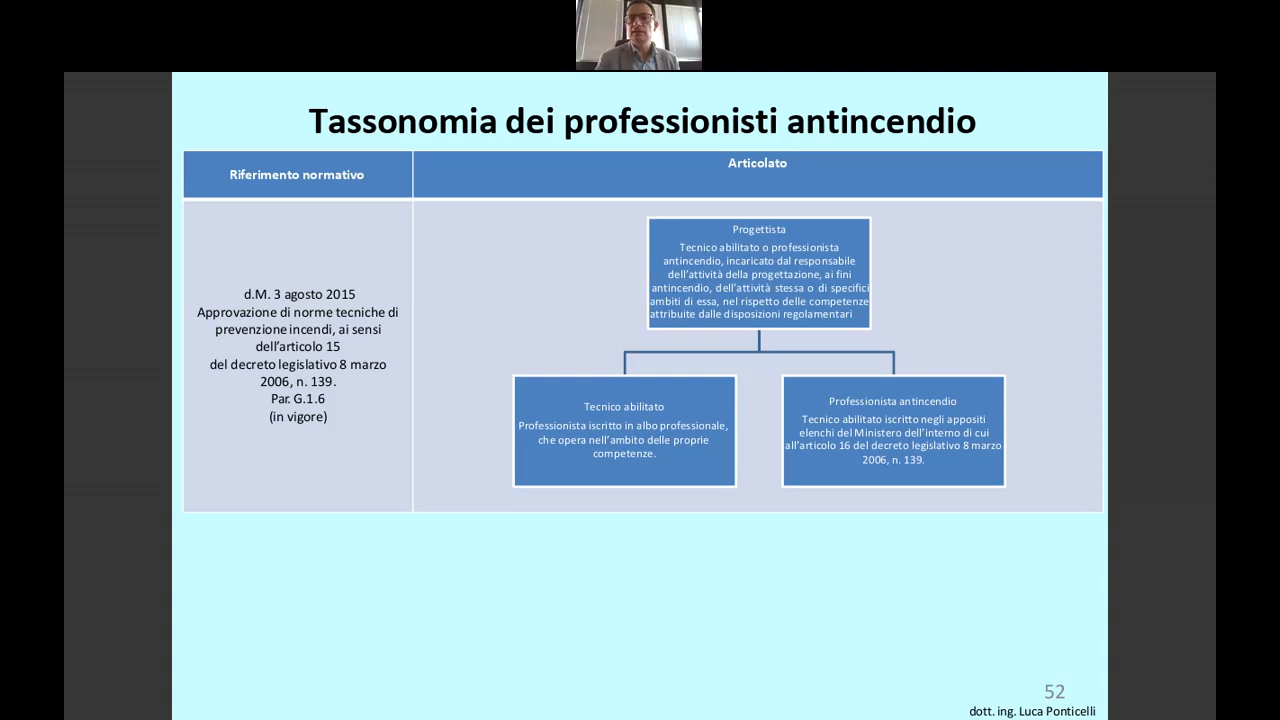 Tassonomia dei professionisti antincendio
Riferimento normativo
Articolato
d.M. 3 agosto 2015
Approvazione di norme tecniche di
prevenzione incendi, ai sensi
dell'articolo 15
del decreto legislativo 8 marzo
2006, n. 139.
Par. G.1.6
(in vigore)
Progettista
Tecnico abilitato o professionista
antincendio, incaricato dal responsabile
dell'attività della progettazione, ai fini
antincendio, dell'attività stessa o di specifici
ambiti di essa, nel rispetto delle competenze
attribuite dalle disposizioni regolamentari
Tecnico abilitato
Professionista iscritto in albo professionale,
che opera nell'ambito delle proprie
competenze.
Professionista antincendio
Tecnico abilitato iscritto negli appositi
elenchi del Ministero dell'interno di cui
all'articolo 16 del decreto legislativo 8 marzo
2006, n. 139.
52
dott. ing. Luca Ponticelli